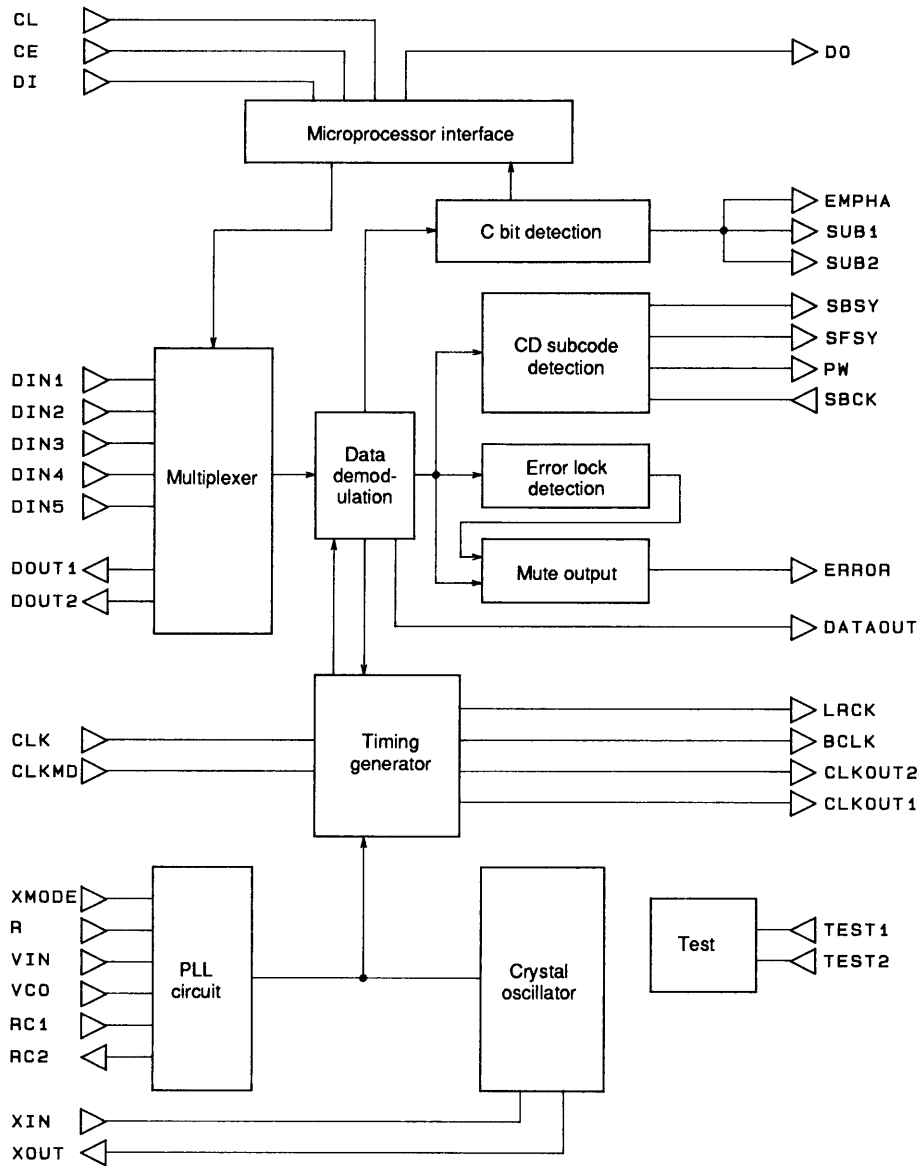 CL
CE
DI
DO
Microprocessor interface
C bit detection
EMPHA
SUB1
SUB2
CD subcode
detection
SBSY
SFSY
PW
SBCK
DIN1
DIN2
DIN3
DIN4
DIN5
DOUT1
DOUT2
Multiplexer
Data
demod-
ulation
Error lock
detection
Mute output
ERROR
DATAOUT
CLK
CLKMD
Timing
generator
LRCK
BCLK
CLKOUT2
CLKOUT1
XMODE
R
VIN
VCO
RC1
RC2
PLL
circuit
Crystal
oscillator
Test
TEST1
TEST2
XIN
XOUT